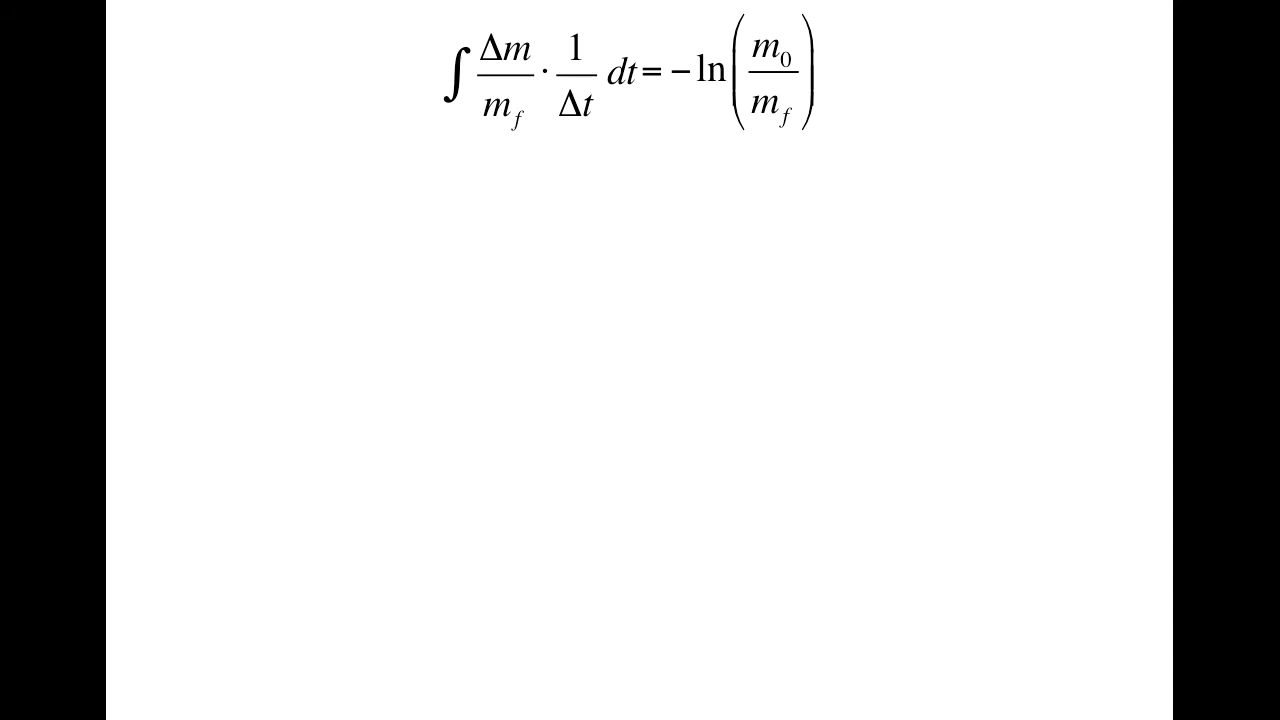 ∫ Δm/m_f · 1/Δt dt = − ln(m_0/m_f)